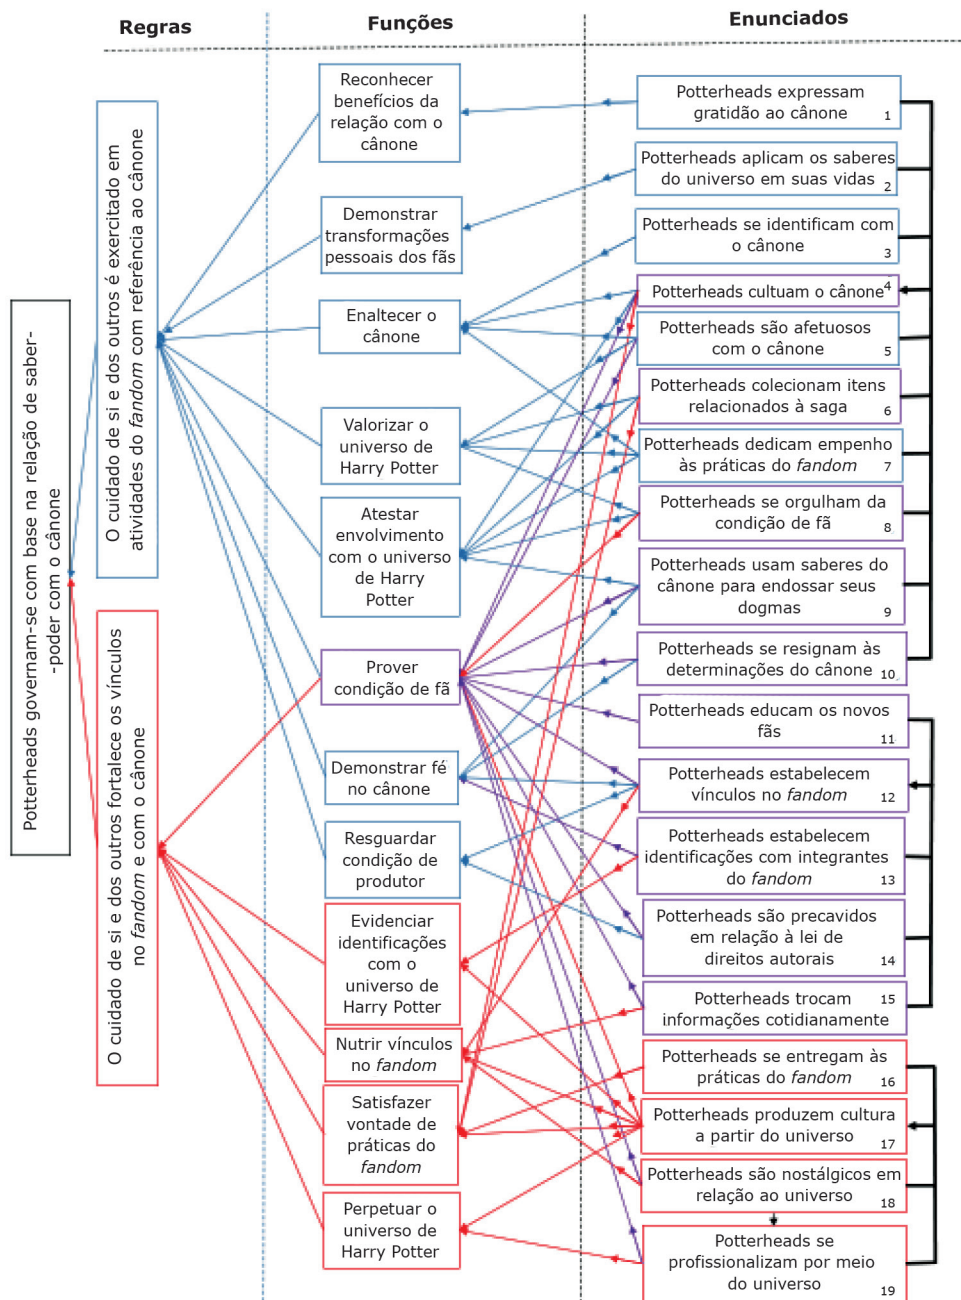 Regras
Funções
Enunciados
Potterheads governam-se com base na relação de saber-
-poder com o cânone
O cuidado de si e dos outros é exercitado em
atividades do fandom com referência ao cânone
O cuidado de si e dos outros fortalece os vínculos
no fandom e com o cânone
Reconhecer
benefícios da
relação com o
cânone
Demonstrar
transformações
pessoais dos fãs
Enaltecer o
cânone
Valorizar o
universo de
Harry Potter
Atestar
envolvimento
com o universo
de Harry
Potter
Prover
condição de fã
Demonstrar fé
no cânone
Resguardar
condição de
produtor
Evidenciar
identificações
com o
universo de
Harry Potter
Nutrir vínculos
no fandom
Satisfazer
vontade de
práticas do
fandom
Perpetuar o
universo de
Harry Potter
Potterheads expressam
gratidão ao cânone 1
Potterheads aplicam os saberes
do universo em suas vidas 2
Potterheads se identificam com
o cânone 3
Potterheads cultuam o cânone 4
Potterheads são afetuosos
com o cânone 5
Potterheads colecionam itens
relacionados à saga 6
Potterheads dedicam empenho
às práticas do fandom 7
Potterheads se orgulham da
condição de fã 8
Potterheads usam saberes do
cânone para endossar seus
dogmas 9
Potterheads se resignam às
determinações do cânone 10
Potterheads educam os novos
fãs 11
Potterheads estabelecem
vínculos no fandom 12
Potterheads estabelecem
identificações com integrantes
do fandom 13
Potterheads são precavidos
em relação à lei de
direitos autorais 14
Potterheads trocam 15
informações cotidianamente
Potterheads se entregam às
práticas do fandom 16
Potterheads produzem cultura
a partir do universo 17
Potterheads são nostálgicos em
relação ao universo 18
Potterheads se
profissionalizam por meio
do universo 19